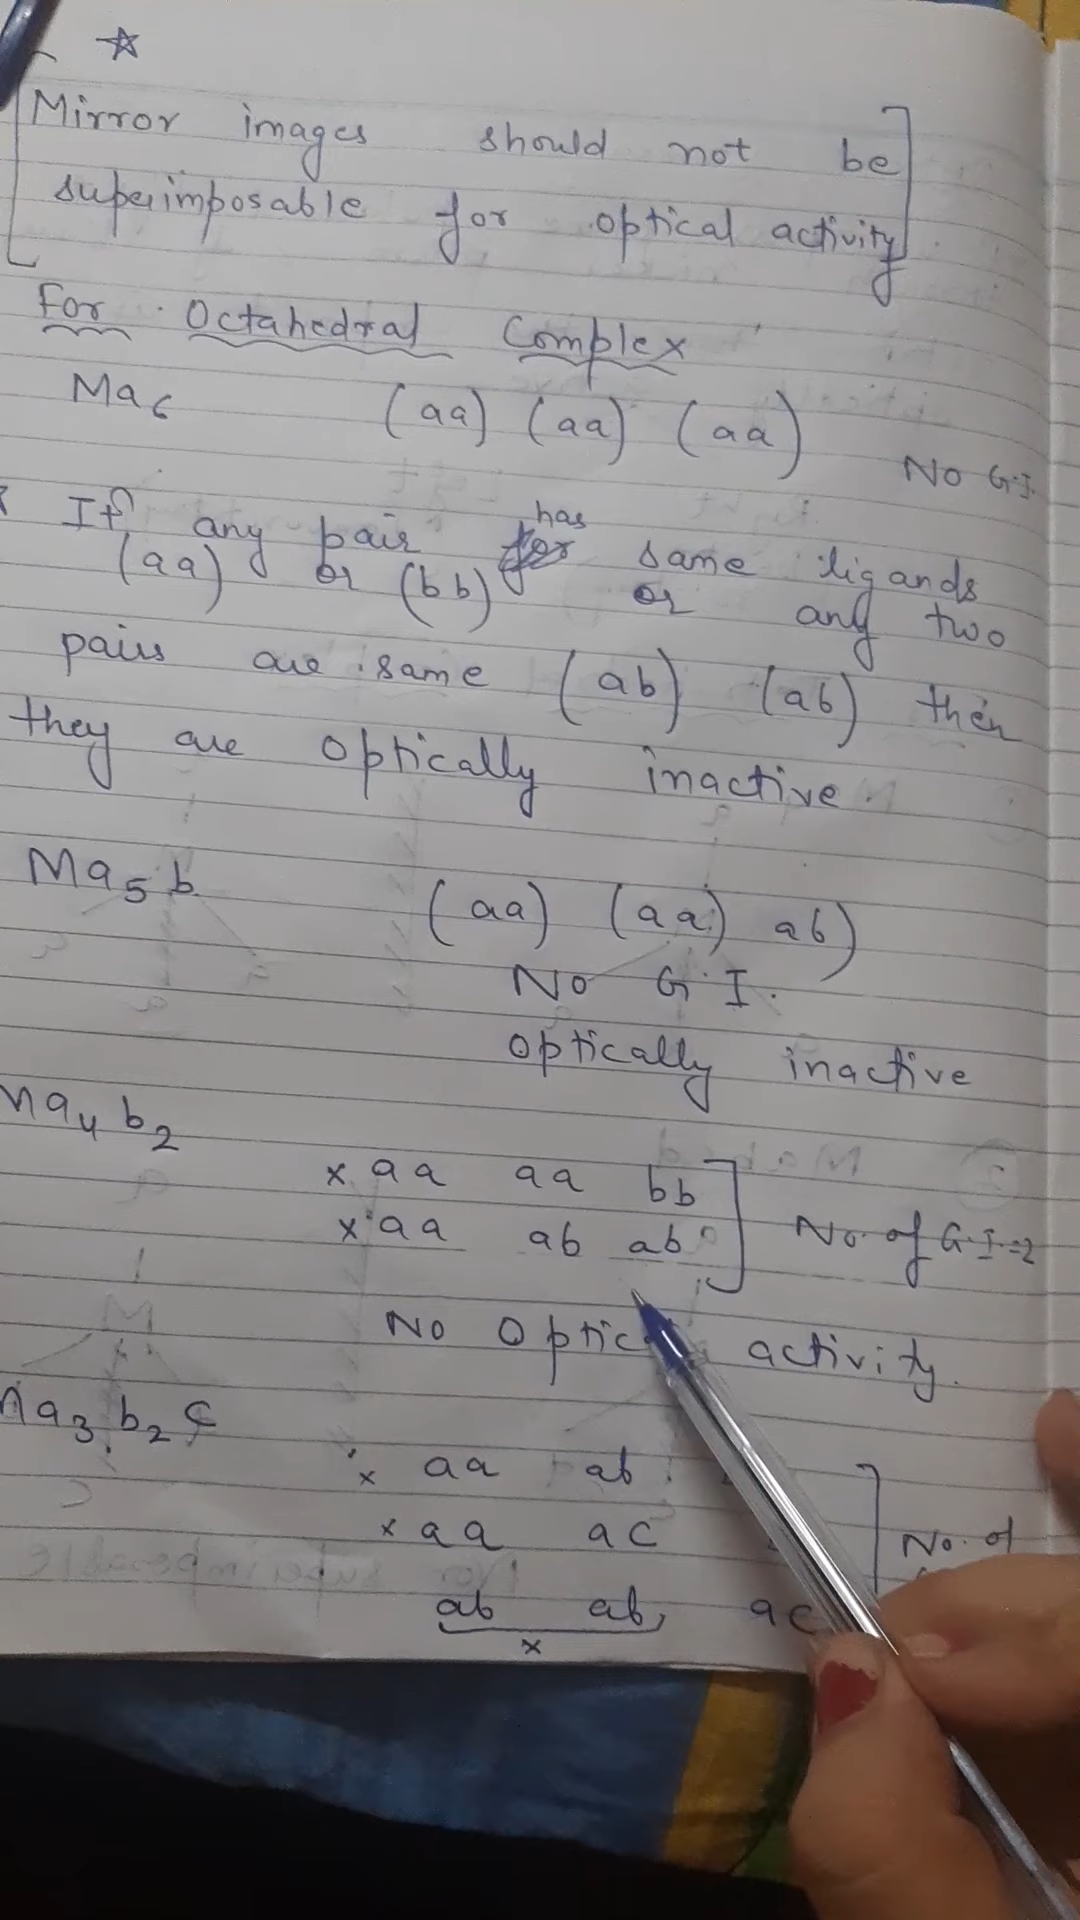 ☆
Mirror images should not be
superimposable for optical activity
For Octahedral Complex
Ma6 (aa) (aa) (aa)
No G.I.
If any pair has same ligands
(aa) or (bb) or any two
pairs are same (ab) (ab) then
they are optically inactive.
Ma5b (aa) (aa) ab)
No G.I.
optically inactive
Ma4b2
x aa aa bb
x aa ab ab No. of G.I.=2
No activity.
Ma3b2c
x aa ab
x aa ac No. of
ab ab, ac
x